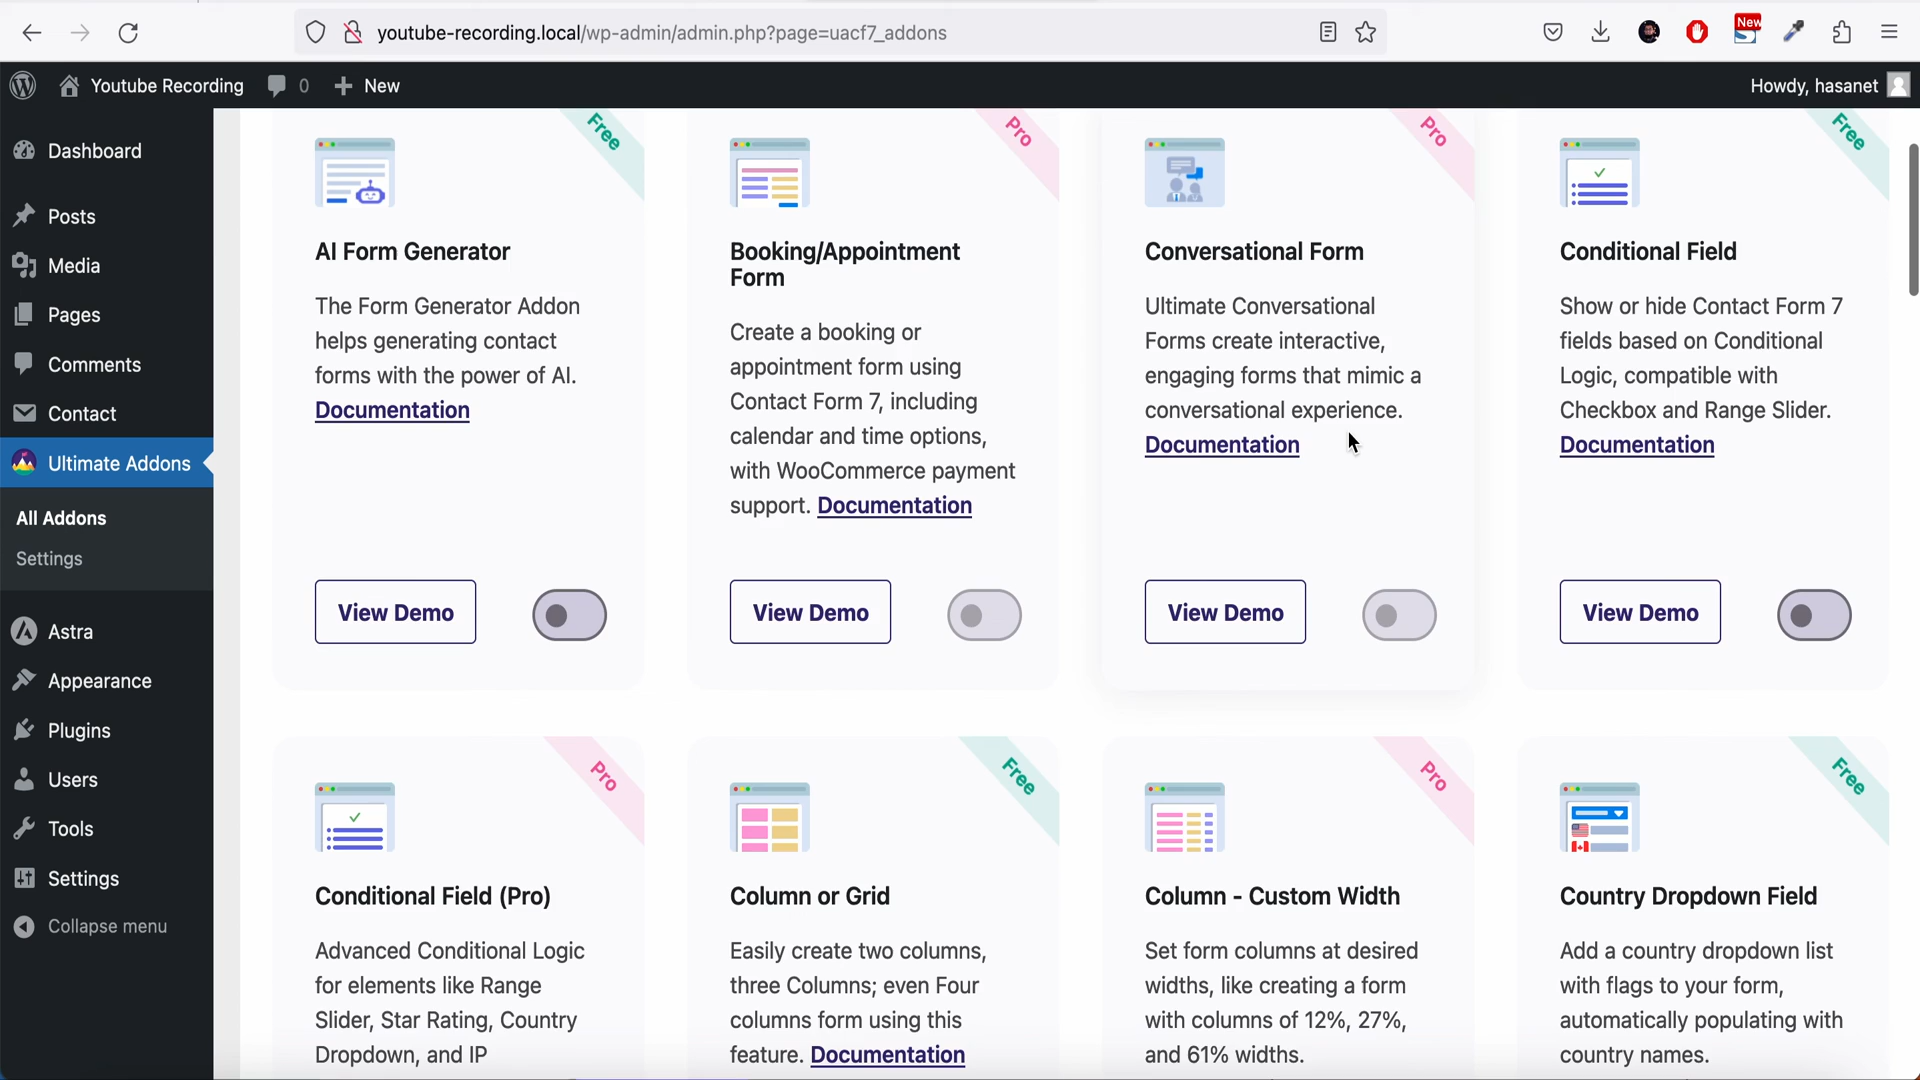 youtube-recording.local/wp-admin/admin.php?page=uacf7_addons
New
Youtube Recording
0
New
Howdy, hasanet
Dashboard
Posts
Media
Pages
Comments
Contact
Ultimate Addons
All Addons
Settings
Astra
Appearance
Plugins
Users
Tools
Settings
Collapse menu
Free
AI Form Generator
The Form Generator Addon
helps generating contact
forms with the power of AI.
Documentation
View Demo
Pro
Booking/Appointment
Form
Create a booking or
appointment form using
Contact Form 7, including
calendar and time options,
with WooCommerce payment
support. Documentation
View Demo
Pro
Conversational Form
Ultimate Conversational
Forms create interactive,
engaging forms that mimic a
conversational experience.
Documentation
View Demo
Free
Conditional Field
Show or hide Contact Form 7
fields based on Conditional
Logic, compatible with
Checkbox and Range Slider.
Documentation
View Demo
Pro
Conditional Field (Pro)
Advanced Conditional Logic
for elements like Range
Slider, Star Rating, Country
Dropdown, and IP
Free
Column or Grid
Easily create two columns,
three Columns; even Four
columns form using this
feature. Documentation
Pro
Column - Custom Width
Set form columns at desired
widths, like creating a form
with columns of 12%, 27%,
and 61% widths.
Free
Country Dropdown Field
Add a country dropdown list
with flags to your form,
automatically populating with
country names.